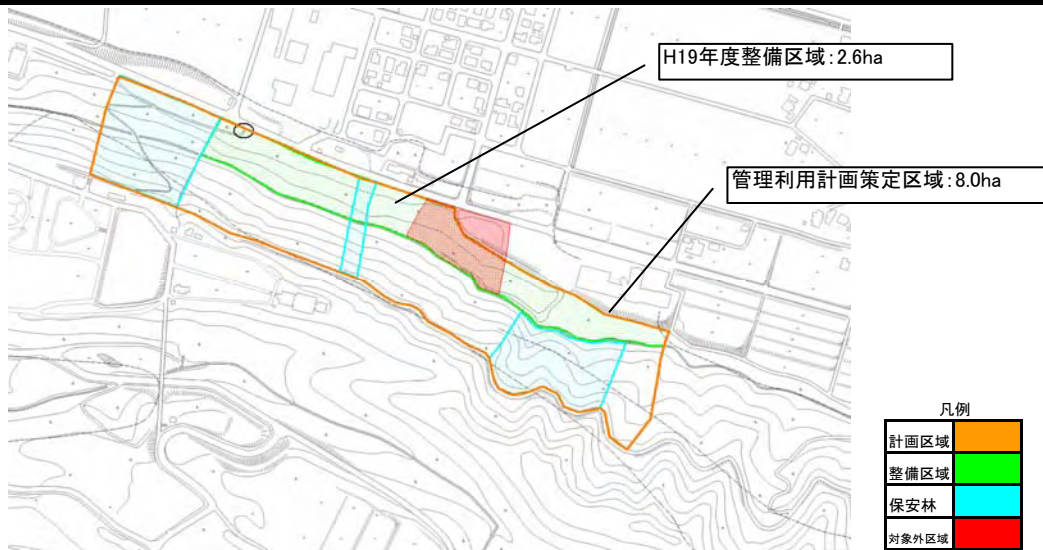 H19年度整備区域:2.6ha
管理利用計画策定区域:8.0ha
凡例
計画区域
整備区域
保安林
対象外区域